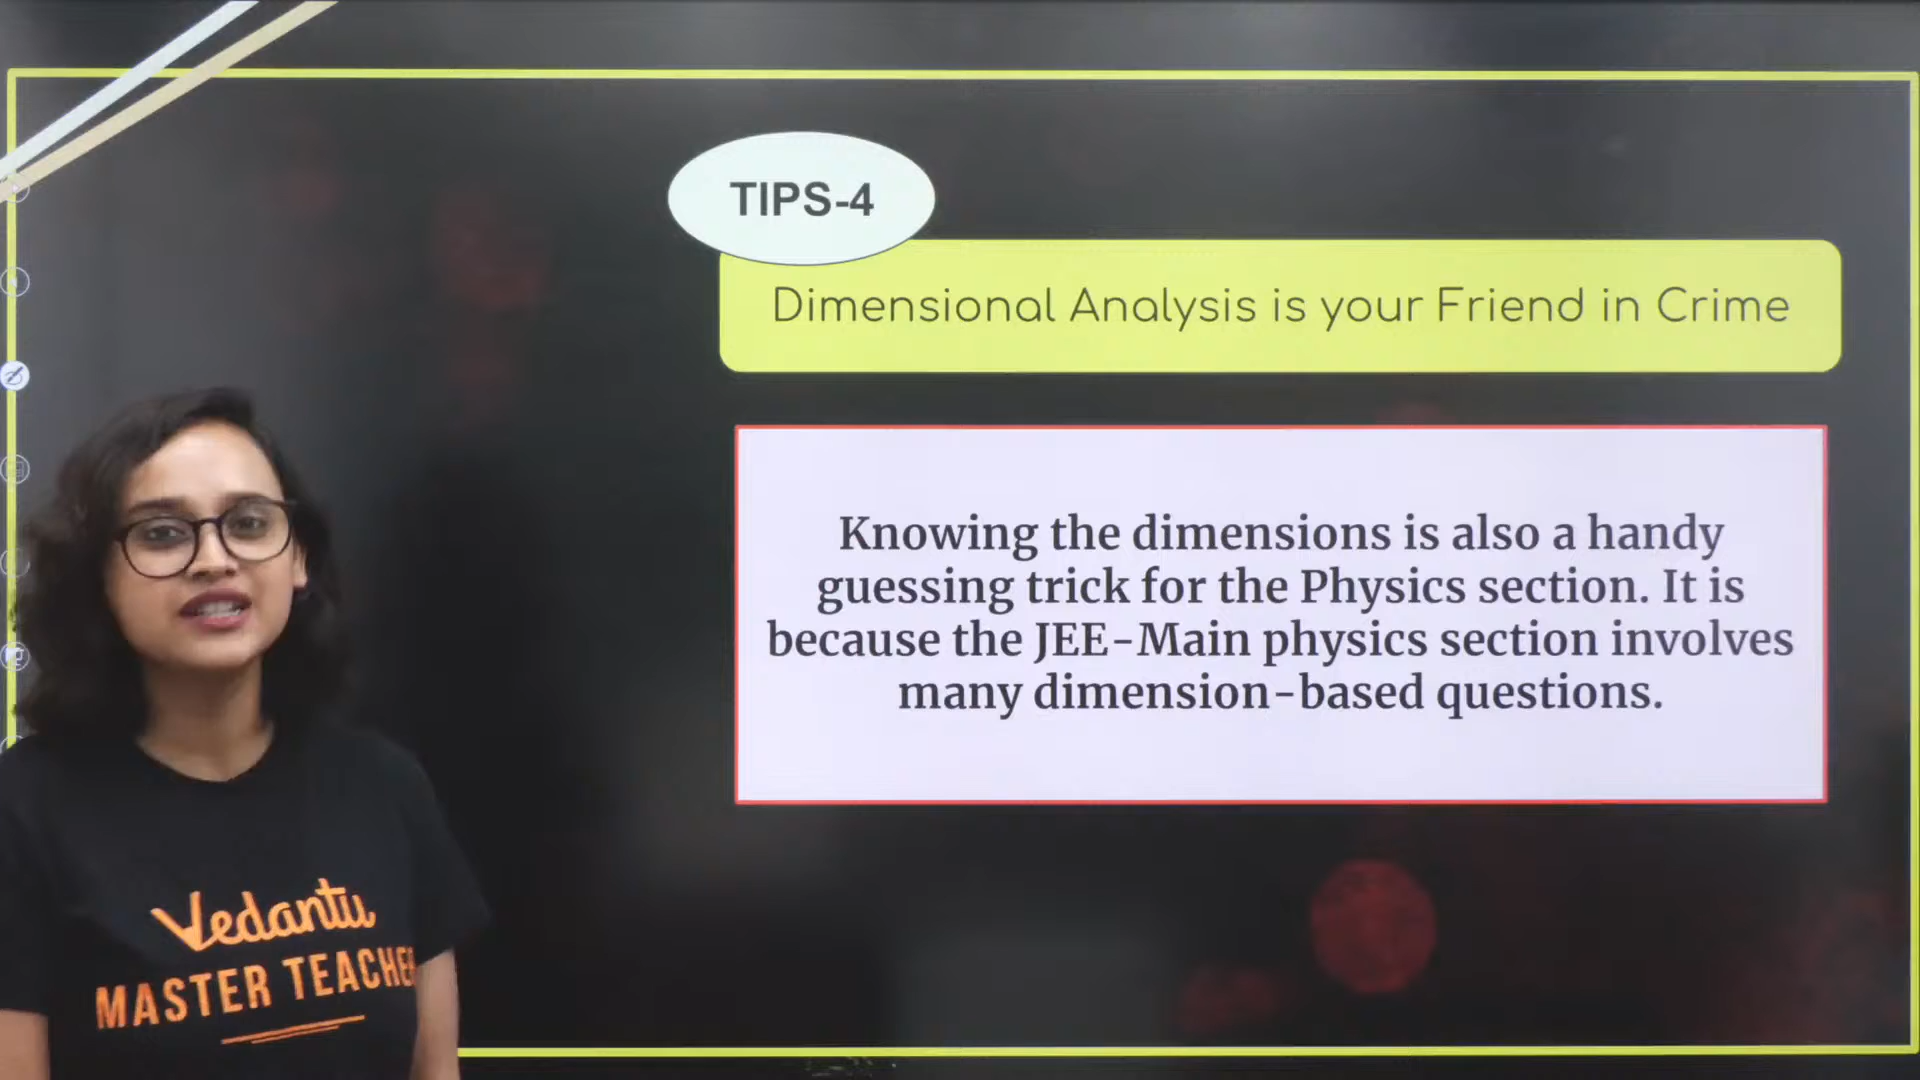 TIPS-4
Dimensional Analysis is your Friend in Crime
Knowing the dimensions is also a handy
guessing trick for the Physics section. It is
because the JEE-Main physics section involves
many dimension-based questions.
Vedantu
MASTER TEACHER